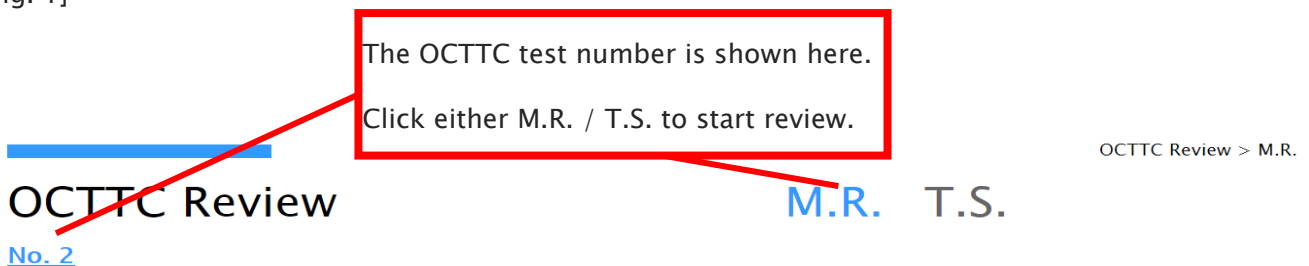 The OCTTC test number is shown here.
Click either M.R. / T.S. to start review.
OCTTC Review > M.R.
OCTTC Review M.R. T.S.
No. 2